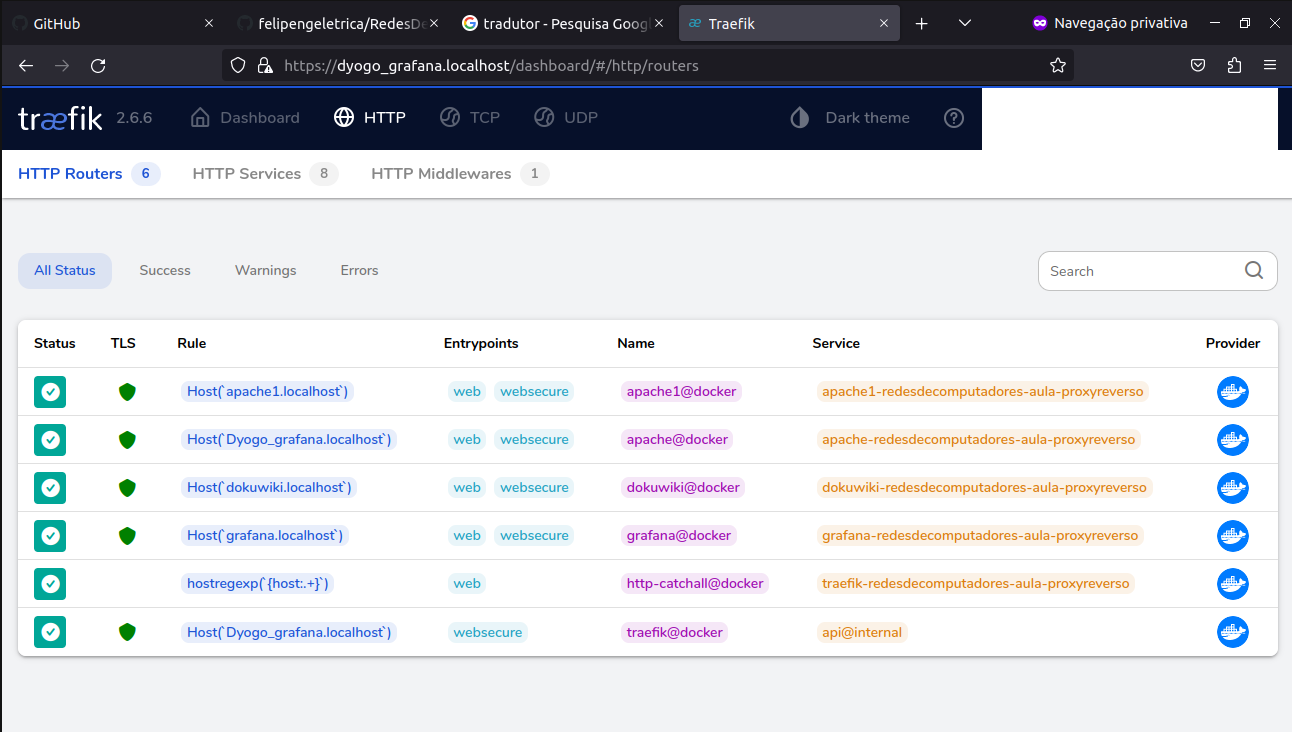 GitHub felipengeletrica/RedesDe tradutor - Pesquisa Goog Traefik Navegação privativa
https://dyogo_grafana.localhost/dashboard/#/http/routers
træfik 2.6.6 Dashboard HTTP TCP UDP Dark theme ?
HTTP Routers 6 HTTP Services 8 HTTP Middlewares 1
All Status Success Warnings Errors Search
Status TLS Rule Entrypoints Name Service Provider
Host(`apache1.localhost`) web websecure apache1@docker apache1-redesdecomputadores-aula-proxyreverso
Host(`Dyogo_grafana.localhost`) web websecure apache@docker apache-redesdecomputadores-aula-proxyreverso
Host(`dokuwiki.localhost`) web websecure dokuwiki@docker dokuwiki-redesdecomputadores-aula-proxyreverso
Host(`grafana.localhost`) web websecure grafana@docker grafana-redesdecomputadores-aula-proxyreverso
hostregexp(`{host:.+}`) web http-catchall@docker traefik-redesdecomputadores-aula-proxyreverso
Host(`Dyogo_grafana.localhost`) websecure traefik@docker api@internal